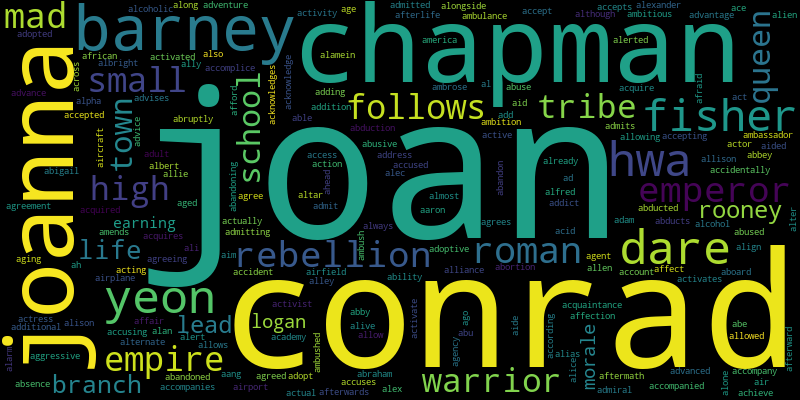 mad
alcoholic
along adventure
activity
age
admitted
alongside
accept
although
alexander
ace
adopted
barney
chapman
afterlife
ambulance
accepts
ambitious
advantage
alien
african
activated
also
america
alerted
queen
across
albright
ally
accomplice
small
school
acknowledges
acknowledge
adding
alamein
ambrose
al
abuse
acquire
afraid
act
advance
alpha
advises
afford
addition
follows
aid
tribe
fisher
accepted
town
advice
abruptly
able
ambition
add
admits
allowing
accepting
ambassador
joanna
aircraft
adult
albert
abduction
abusive
active
actor
aided
joan
access
address
accused
already
hwa
allison
abbey
abigail
allie
action
alec
abandon
accidentally
high
aged
abandoning
agree
altar
ahead
almost
ad
alfred
addict
emperor
agreement
acquired
actually
admit
aaron
abducted
rooney
alcohol
earning
admitting
always
agrees
adam
abducts
abused
alter
amends
acquires
ali
aim
ambush
adoptive
acid
agent
align
aging
ah
life
agreeing
rebellion
roman
dare
airplane
acting
accident
airfield
ability
alliance
abortion
allen
account
affect
aboard
actress
yeon
alley
conrad
activates
additional
alison
affair
activist
abby
activate
ago
acquaintance
abe
accusing
alan
lead
logan
alive
abu
aide
according
affection
allowed
afterward
alarm
aggressive
empire
alternate
alert
allows
academy
ambushed
allow
agency
alias
morale
absence
branch
abandoned
agreed
adopt
abraham
accuses
warrior
alice
aftermath
advanced
alone
accompany
air
accompanies
airport
actual
afterwards
alex
admiral
accompanied
achieve